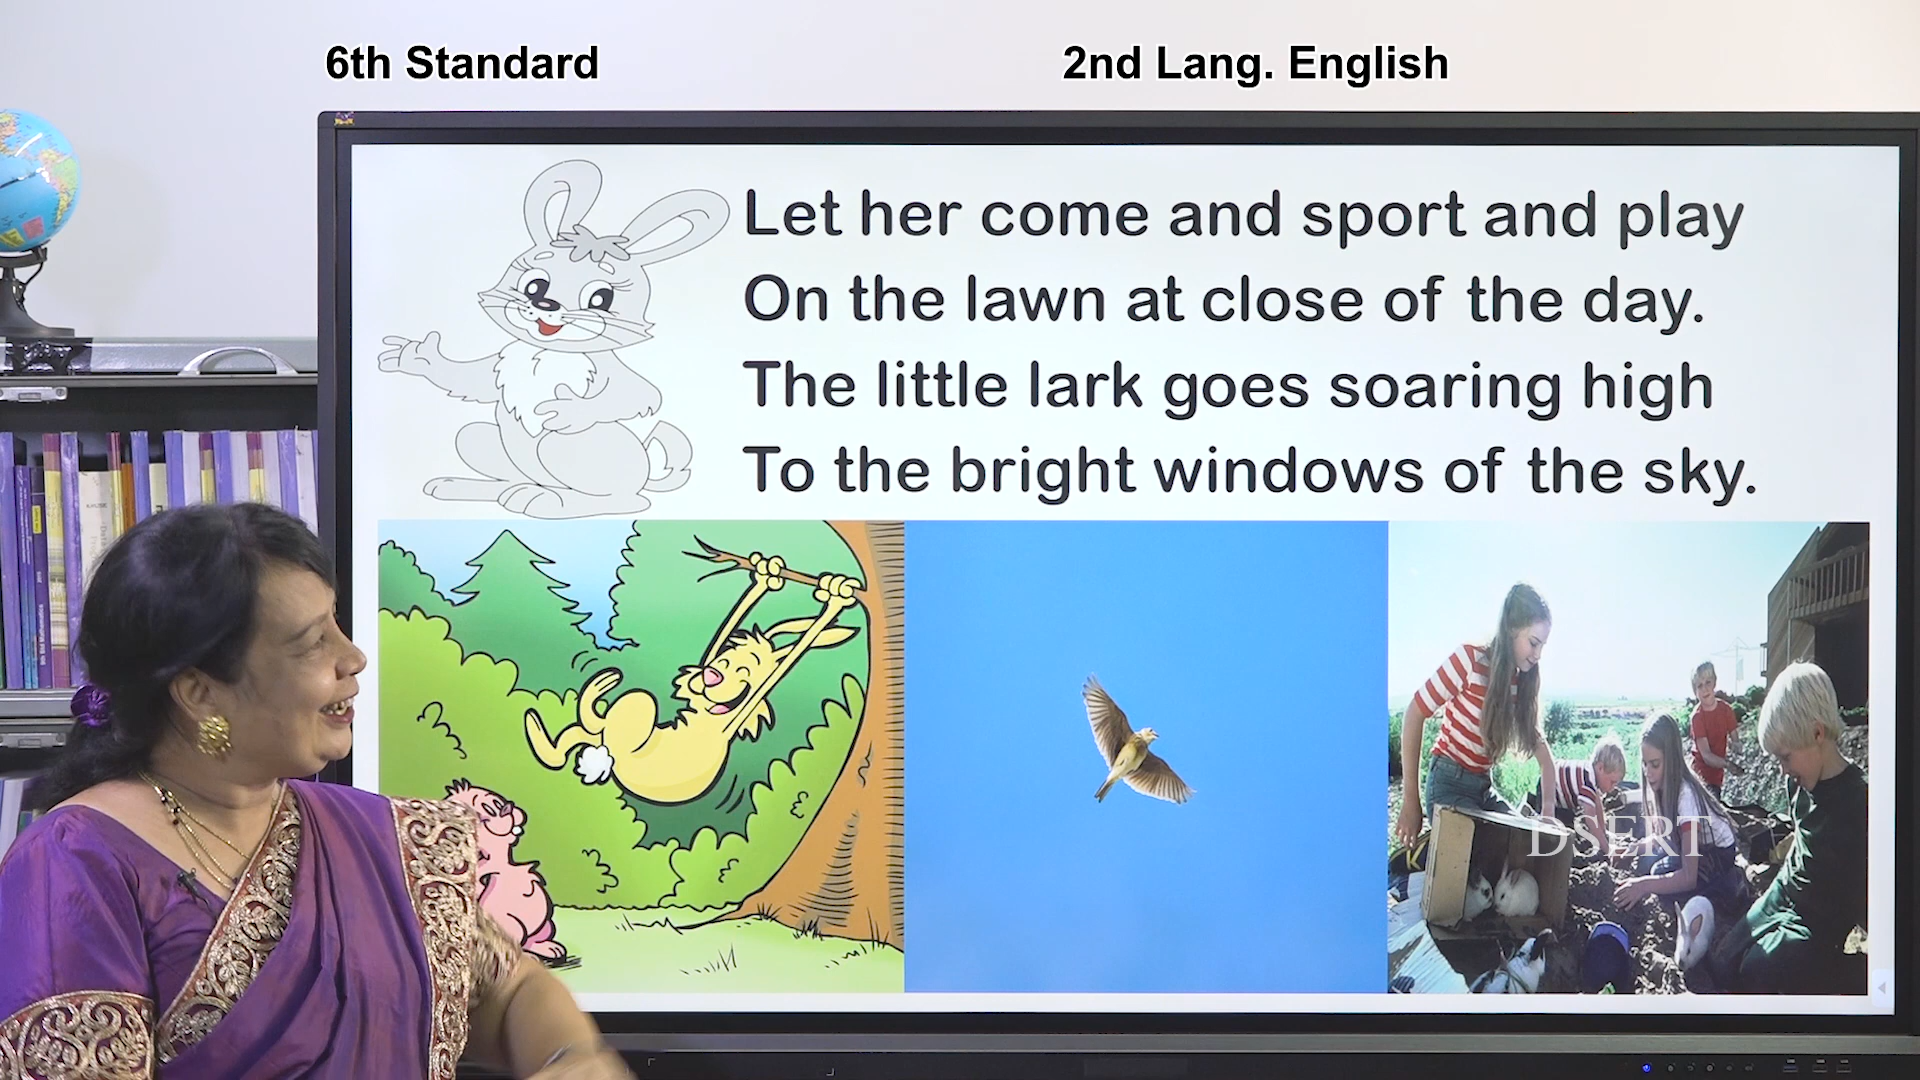 6th Standard
2nd Lang. English
Let her come and sport and play
On the lawn at close of the day.
The little lark goes soaring high
To the bright windows of the sky.
DSERT